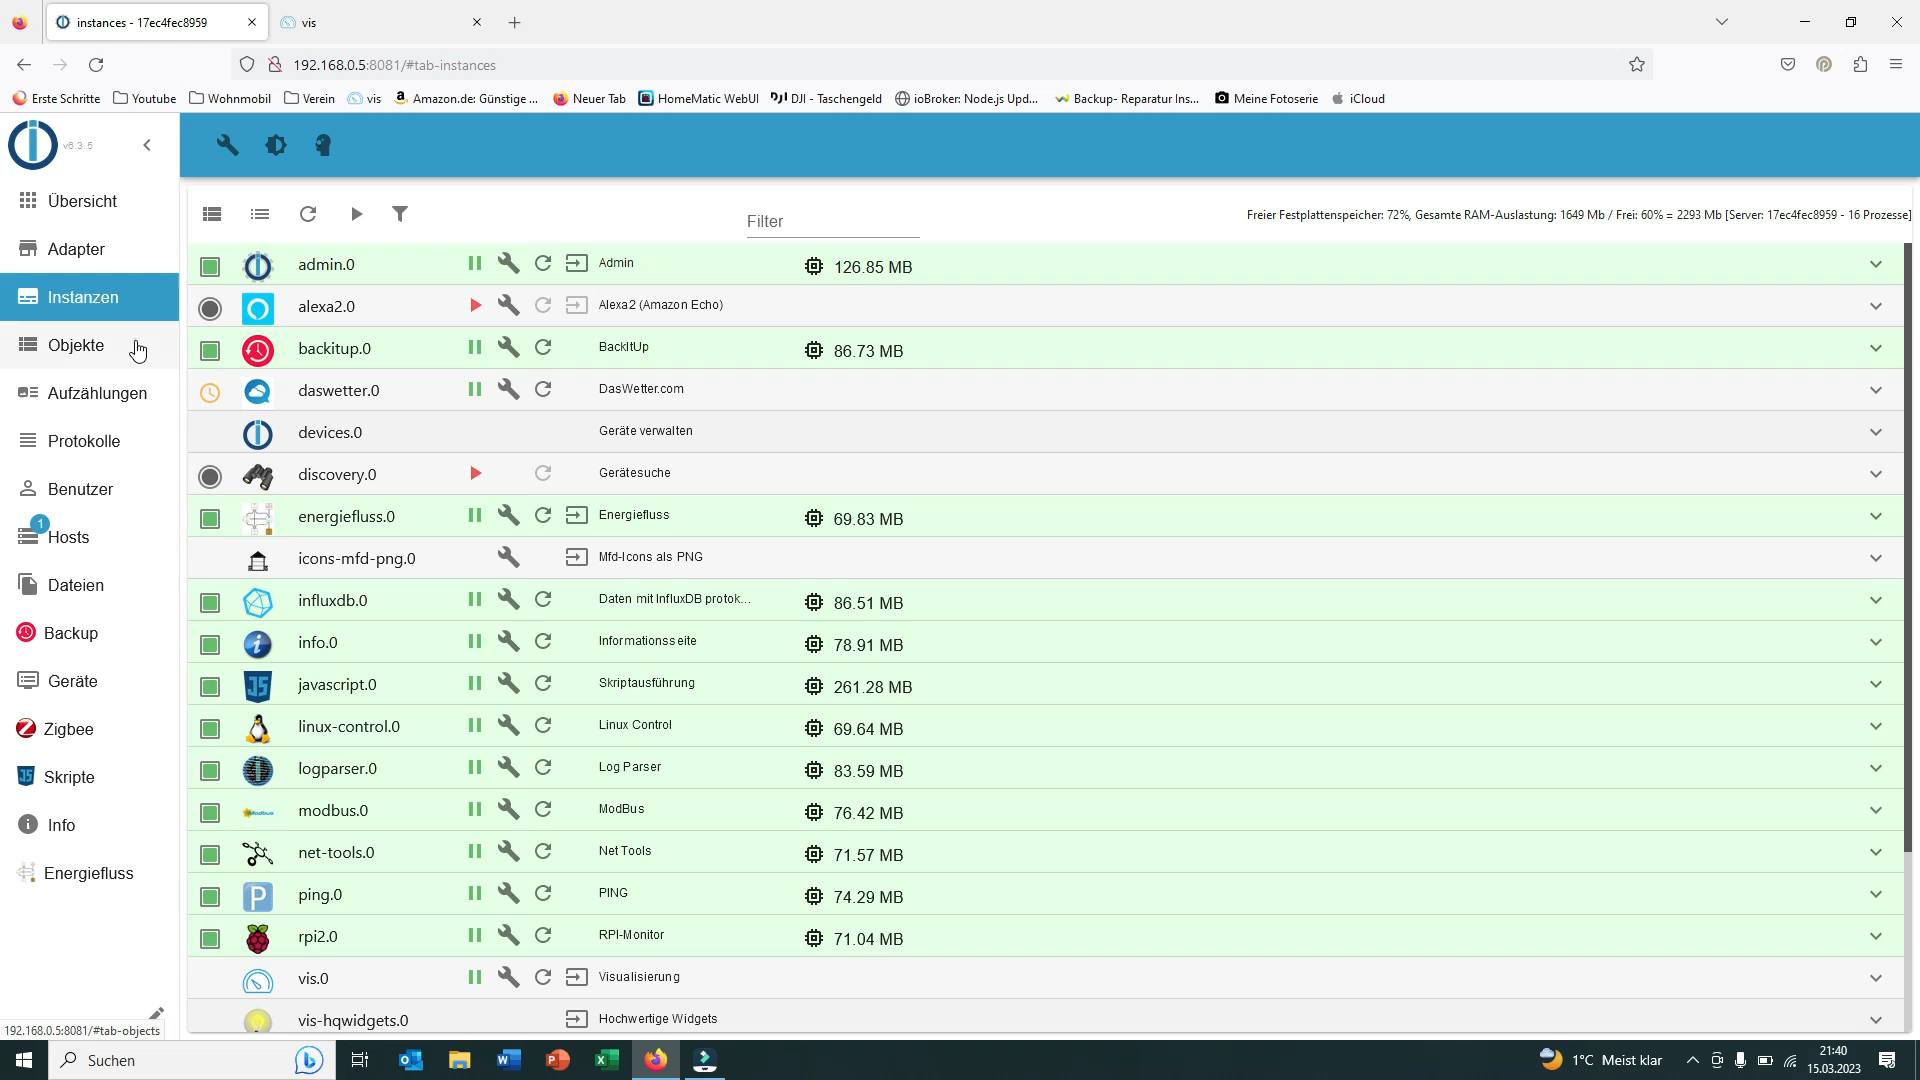 instances - 17ec4fec8959
vis
192.168.0.5:8081/#tab-instances
Erste Schritte
Youtube
Wohnmobil
Verein
vis
Amazon.de: Günstige ...
Neuer Tab
HomeMatic WebUI
DJI - Taschengeld
ioBroker: Node.js Upd...
Backup- Reparatur Ins...
Meine Fotoserie
iCloud
v6.3.5
Übersicht
Adapter
Instanzen
Objekte
Aufzählungen
Protokolle
Benutzer
1
Hosts
Dateien
Backup
Geräte
Zigbee
Skripte
Info
Energiefluss
192.168.0.5:8081/#tab-objects
Filter
Freier Festplattenspeicher: 72%, Gesamte RAM-Auslastung: 1649 Mb / Frei: 60% = 2293 Mb [Server: 17ec4fec8959 - 16 Prozesse]
admin.0 Admin 126.85 MB
alexa2.0 Alexa2 (Amazon Echo)
backitup.0 BackItUp 86.73 MB
daswetter.0 DasWetter.com
devices.0 Geräte verwalten
discovery.0 Gerätesuche
energiefluss.0 Energiefluss 69.83 MB
icons-mfd-png.0 Mfd-Icons als PNG
influxdb.0 Daten mit InfluxDB protok... 86.51 MB
info.0 Informationsseite 78.91 MB
JS javascript.0 Skriptausführung 261.28 MB
linux-control.0 Linux Control 69.64 MB
logparser.0 Log Parser 83.59 MB
Modbus modbus.0 ModBus 76.42 MB
net-tools.0 Net Tools 71.57 MB
P ping.0 PING 74.29 MB
rpi2.0 RPI-Monitor 71.04 MB
vis.0 Visualisierung
vis-hqwidgets.0 Hochwertige Widgets
Suchen
1°C Meist klar
21:40
15.03.2023